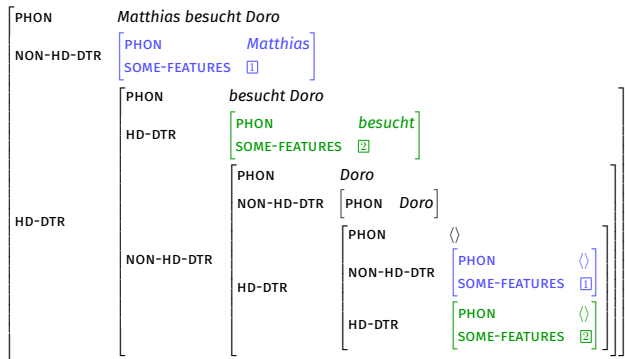 PHON Matthias besucht Doro
NON-HD-DTR PHON Matthias
SOME-FEATURES 1
HD-DTR
PHON besucht Doro
HD-DTR PHON besucht
SOME-FEATURES 2
NON-HD-DTR
PHON Doro
NON-HD-DTR PHON Doro
HD-DTR
PHON ⟨⟩
NON-HD-DTR PHON ⟨⟩
SOME-FEATURES 1
HD-DTR PHON ⟨⟩
SOME-FEATURES 2